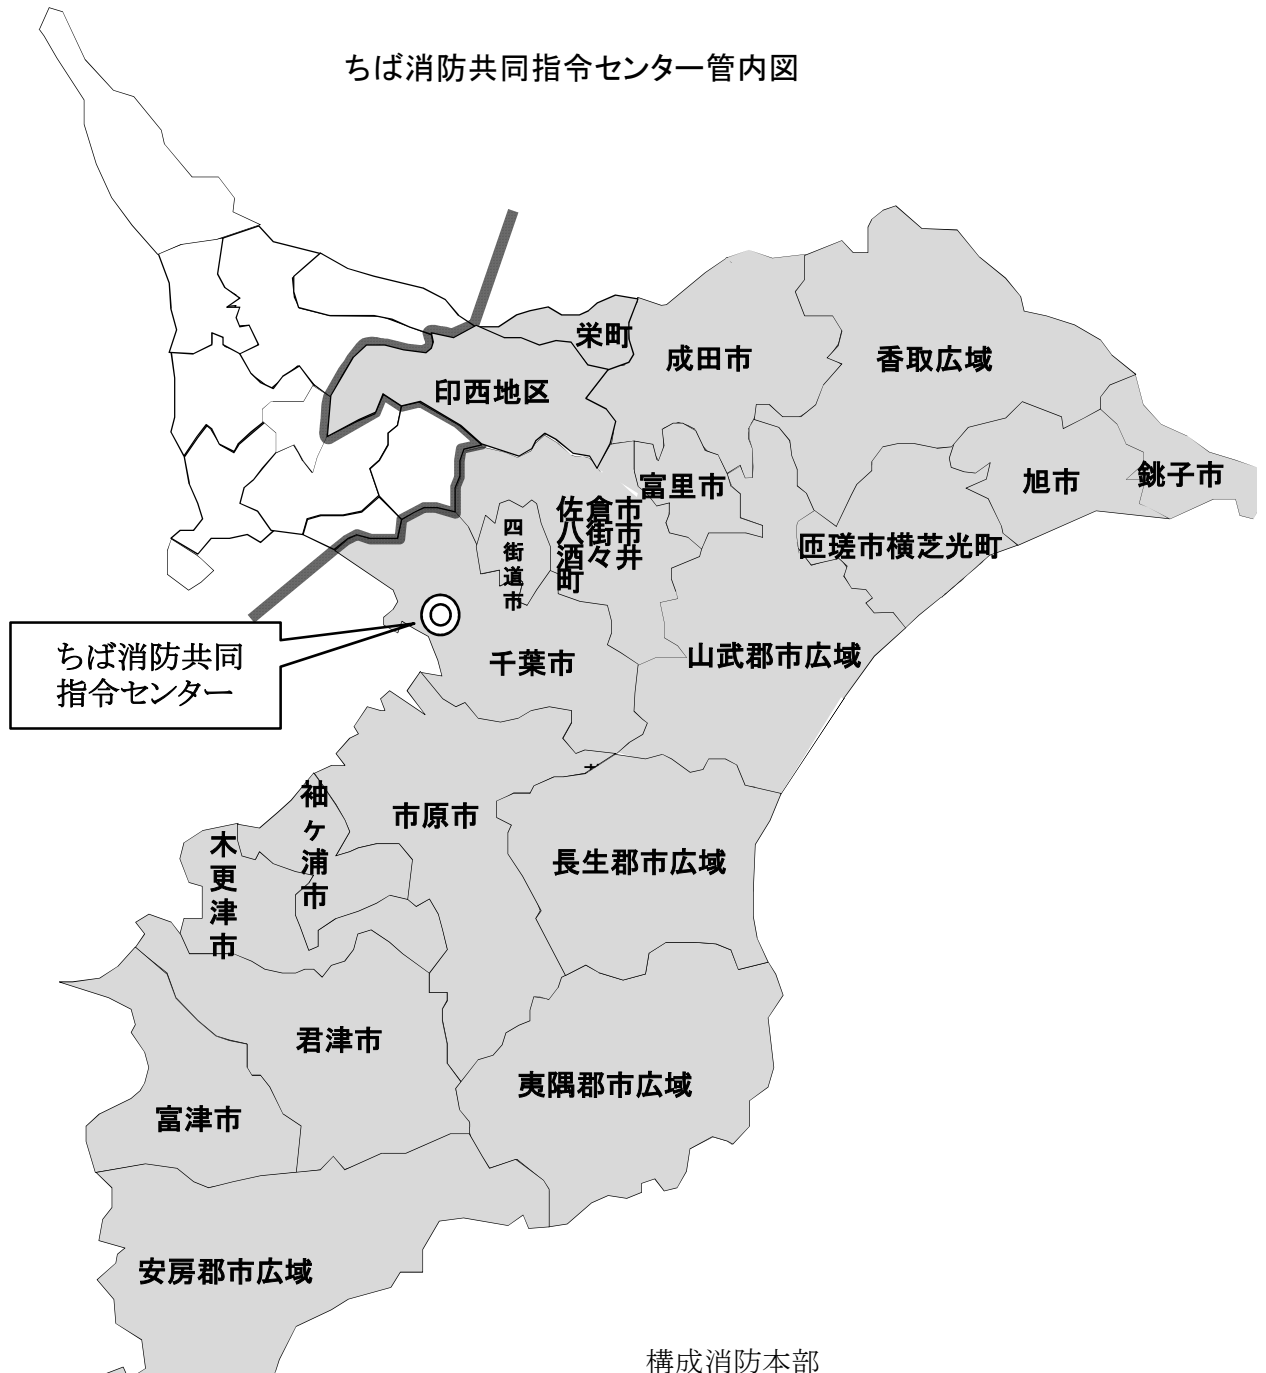 ちば消防共同指令センター管内図
栄町
成田市
香取広域
印西地区
富里市
旭市
銚子市
佐倉市
八街市
酒々井
町
四街道市
匝瑳市横芝光町
ちば消防共同
指令センター
千葉市
山武郡市広域
袖ヶ浦市
市原市
木更津市
長生郡市広域
君津市
夷隅郡市広域
富津市
安房郡市広域
構成消防本部